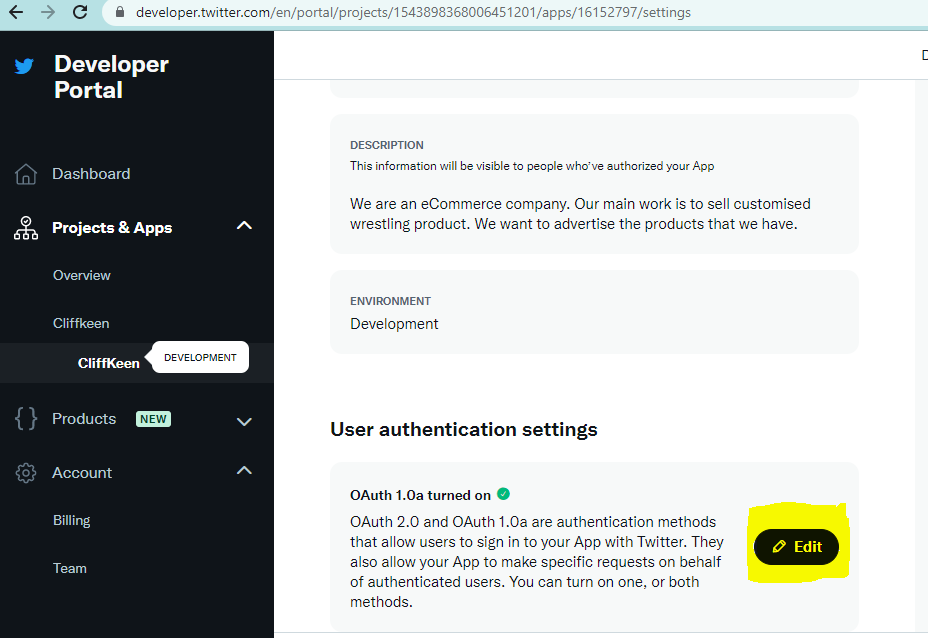 developer.twitter.com/en/portal/projects/1543898368006451201/apps/16152797/settings
Developer
Portal
Dashboard
Projects & Apps
Overview
Cliffkeen
CliffKeen
DEVELOPMENT
Products
NEW
Account
Billing
Team
DESCRIPTION
This information will be visible to people who've authorized your App
We are an eCommerce company. Our main work is to sell customised
wrestling product. We want to advertise the products that we have.
ENVIRONMENT
Development
User authentication settings
OAuth 1.0a turned on
OAuth 2.0 and OAuth 1.0a are authentication methods
that allow users to sign in to your App with Twitter. They
also allow your App to make specific requests on behalf
of authenticated users. You can turn on one, or both
methods.
Edit